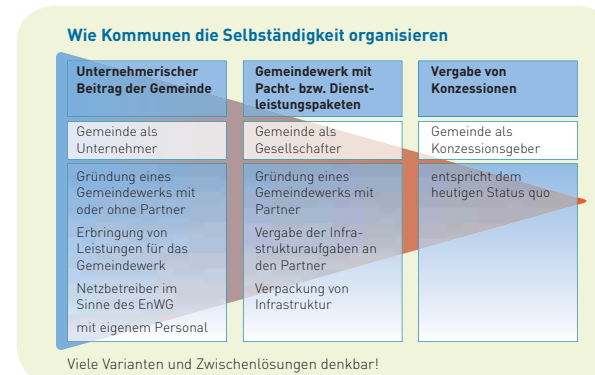 Wie Kommunen die Selbständigkeit organisieren
Unternehmerischer
Beitrag der Gemeinde
Gemeinde als
Unternehmer
Gründung eines
Gemeindewerks mit
oder ohne Partner
Erbringung von
Leistungen für das
Gemeindewerk
Netzbetreiber im
Sinne des EnWG
mit eigenem Personal
Gemeindewerk mit
Pacht- bzw. Dienst-
leistungspaketen
Gemeinde als
Gesellschafter
Gründung eines
Gemeindewerks mit
Partner
Vergabe der Infra-
strukturaufgaben an
den Partner
Verpackung von
Infrastruktur
Vergabe von
Konzessionen
Gemeinde als
Konzessionsgeber
entspricht dem
heutigen Status quo
Viele Varianten und Zwischenlösungen denkbar!